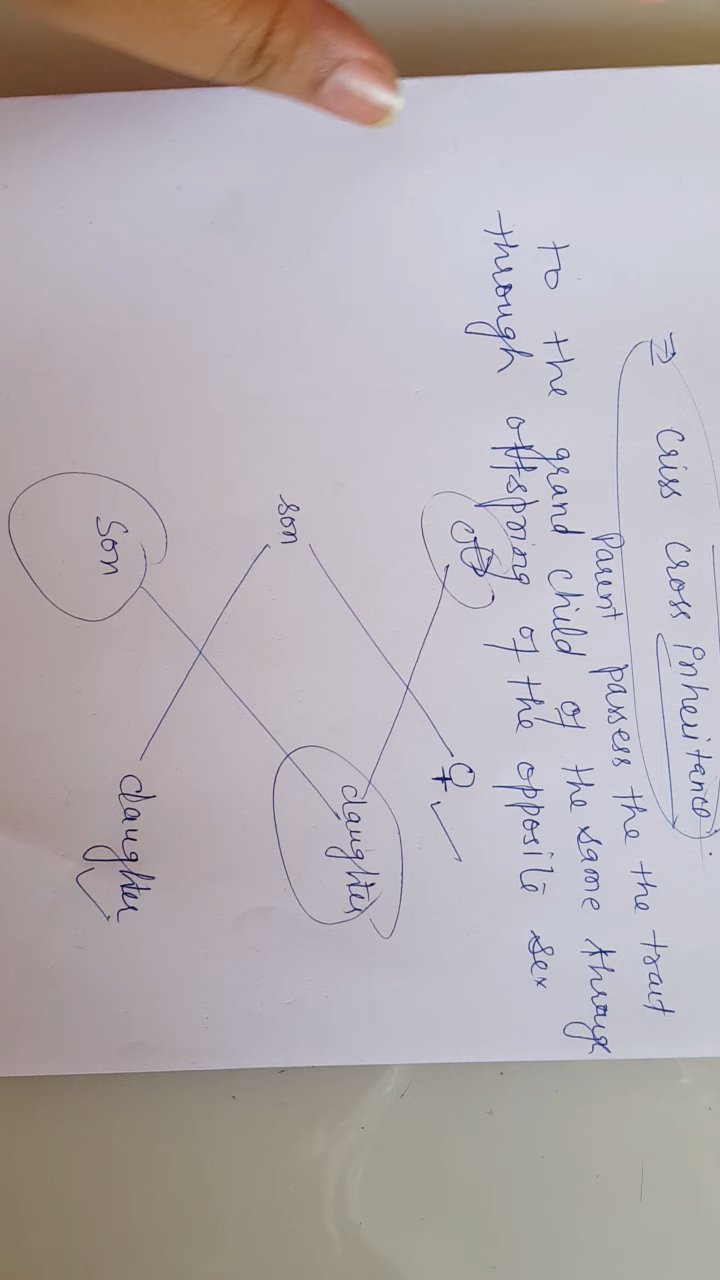 ⇒ criss cross inheritance :
Parent passess the the trait
to the grand child of the same through
through offspring of the opposite sex
♂ ♀ ✓
son daughter
Son daughter ✓